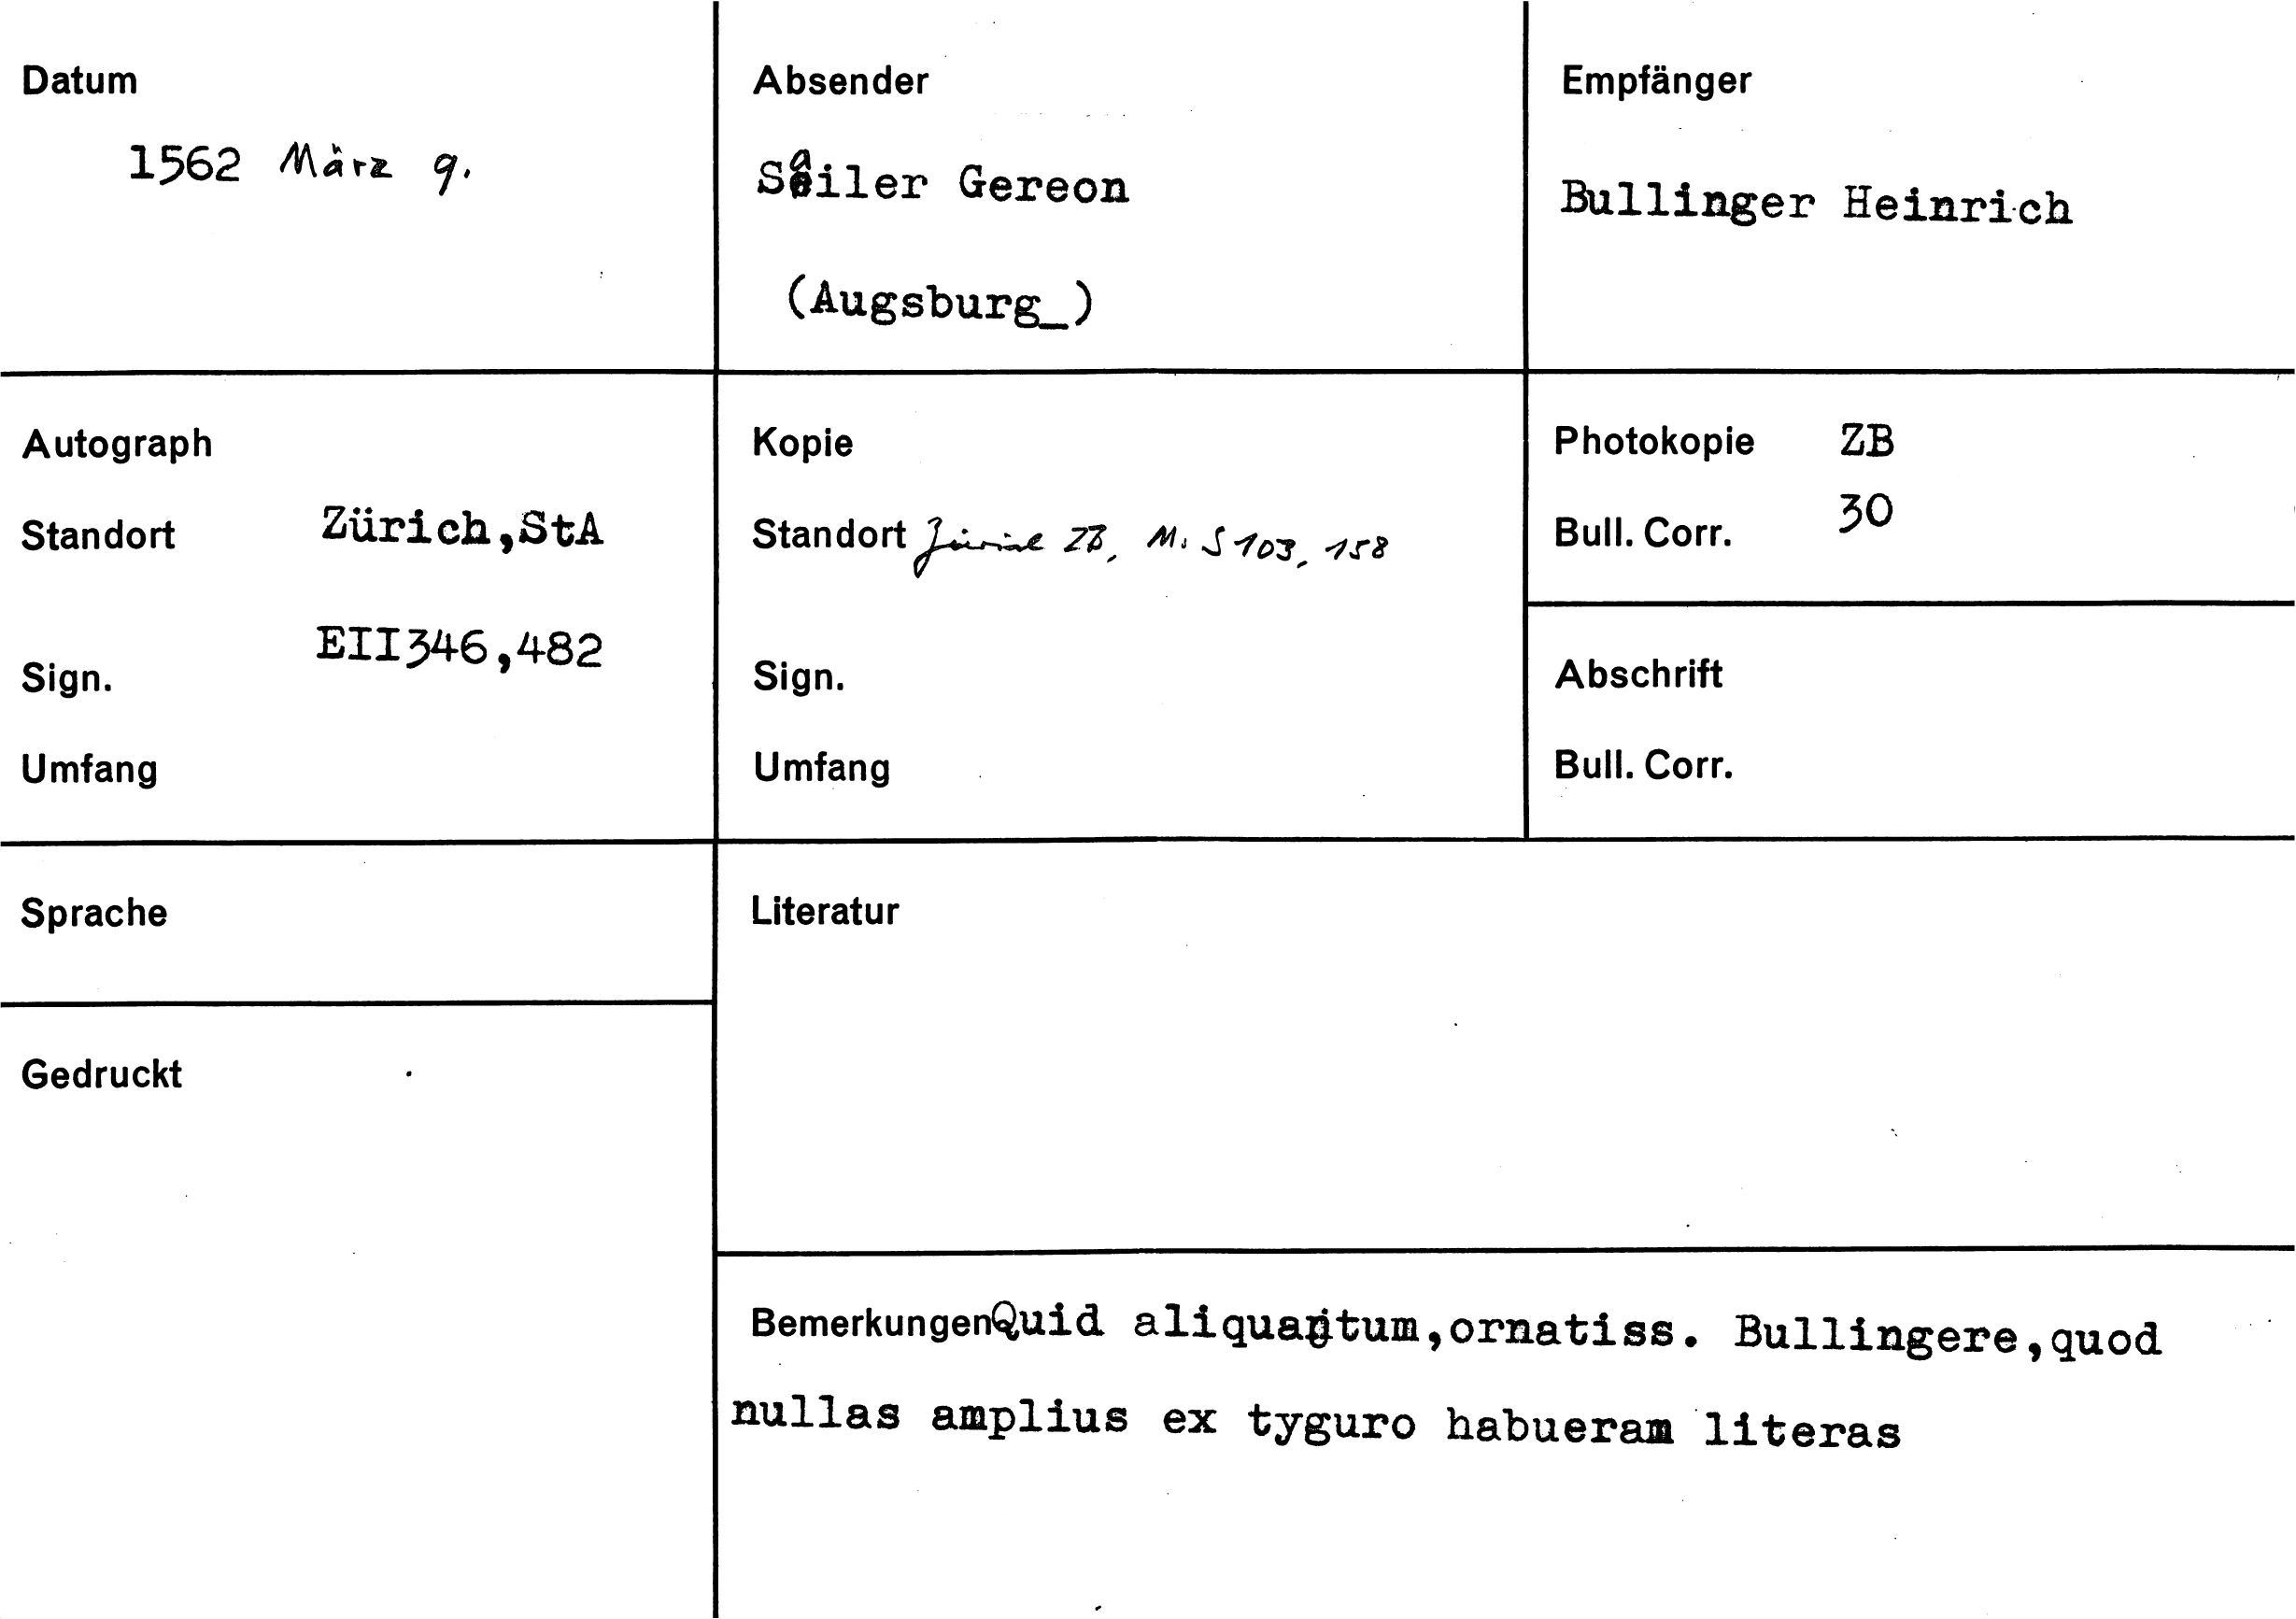 Datum
1562 März 9.
Absender
Sailer Gereon
(Augsburg_)
Empfänger
Bullinger Heinrich
Autograph
Standort Zürich,StA
Sign. EII346,482
Umfang
Kopie
Standort Zürich ZB, Ms S 103, 158
Sign.
Umfang
Photokopie ZB
Bull. Corr. 30
Abschrift
Bull. Corr.
Sprache
Literatur
Gedruckt
Bemerkungen Quid aliquantum,ornatiss. Bullingere,quod
nullas amplius ex tyguro habueram literas